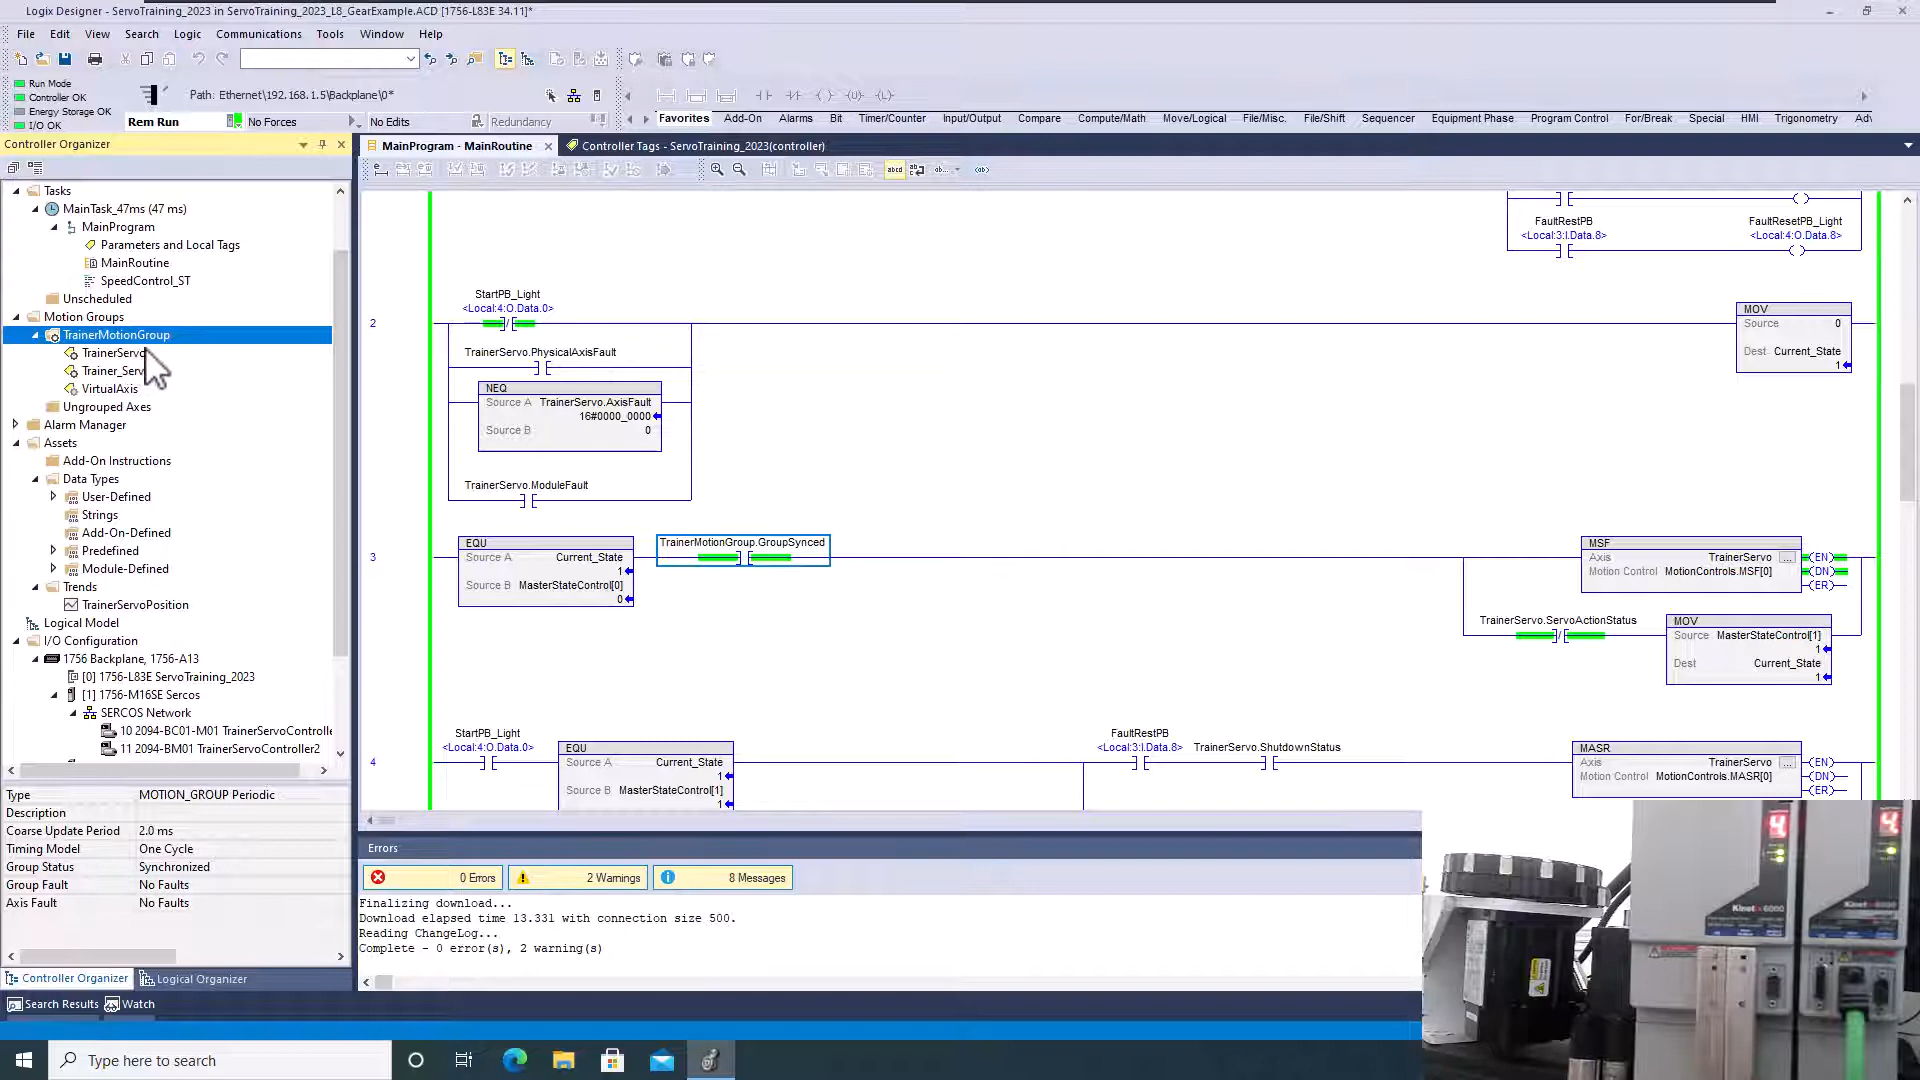 Logix Designer - ServoTraining_2023 in ServoTraining_2023_L8_GearExample.ACD [1756-L83E 34.11]*
File Edit View Search Logic Communications Tools Window Help
Run Mode
Controller OK
Energy Storage OK
I/O OK
Path: Ethernet\192.168.1.5\Backplane\0*
Rem Run
No Forces
No Edits
Redundancy
Favorites Add-On Alarms Bit Timer/Counter Input/Output Compare Compute/Math Move/Logical File/Misc. File/Shift Sequencer Equipment Phase Program Control For/Break Special HMI Trigonometry Adv
Controller Organizer
MainProgram - MainRoutine
Controller Tags - ServoTraining_2023(controller)
Tasks
MainTask_47ms (47 ms)
MainProgram
Parameters and Local Tags
MainRoutine
SpeedControl_ST
Unscheduled
Motion Groups
TrainerMotionGroup
TrainerServo
Trainer_Serv
VirtualAxis
Ungrouped Axes
Alarm Manager
Assets
Add-On Instructions
Data Types
User-Defined
Strings
Add-On-Defined
Predefined
Module-Defined
Trends
TrainerServoPosition
Logical Model
I/O Configuration
1756 Backplane, 1756-A13
[0] 1756-L83E ServoTraining_2023
[1] 1756-M16SE Sercos
SERCOS Network
10 2094-BC01-M01 TrainerServoControlle
11 2094-BM01 TrainerServoController2
Type MOTION_GROUP Periodic
Description
Coarse Update Period 2.0 ms
Timing Model One Cycle
Group Status Synchronized
Group Fault No Faults
Axis Fault No Faults
Controller Organizer
Logical Organizer
Search Results
Watch
FaultRestPB
<Local:3:I.Data.8>
FaultResetPB_Light
<Local:4:O.Data.8>
2
StartPB_Light
<Local:4:O.Data.0>
TrainerServo.PhysicalAxisFault
NEQ
Source A TrainerServo.AxisFault
16#0000_0000
Source B 0
TrainerServo.ModuleFault
MOV
Source 0
Dest Current_State
1
3
EQU
Source A Current_State
1
Source B MasterStateControl[0]
0
TrainerMotionGroup.GroupSynced
MSF
Axis TrainerServo ...
Motion Control MotionControls.MSF[0]
EN
DN
ER
TrainerServo.ServoActionStatus
MOV
Source MasterStateControl[1]
1
Dest Current_State
1
4
StartPB_Light
<Local:4:O.Data.0>
EQU
Source A Current_State
1
Source B MasterStateControl[1]
1
FaultRestPB
<Local:3:I.Data.8>
TrainerServo.ShutdownStatus
MASR
Axis TrainerServo ...
Motion Control MotionControls.MASR[0]
EN
DN
ER
Errors
0 Errors
2 Warnings
8 Messages
Finalizing download...
Download elapsed time 13.331 with connection size 500.
Reading ChangeLog...
Complete - 0 error(s), 2 warning(s)
Type here to search
4
4
Kinetix 6000